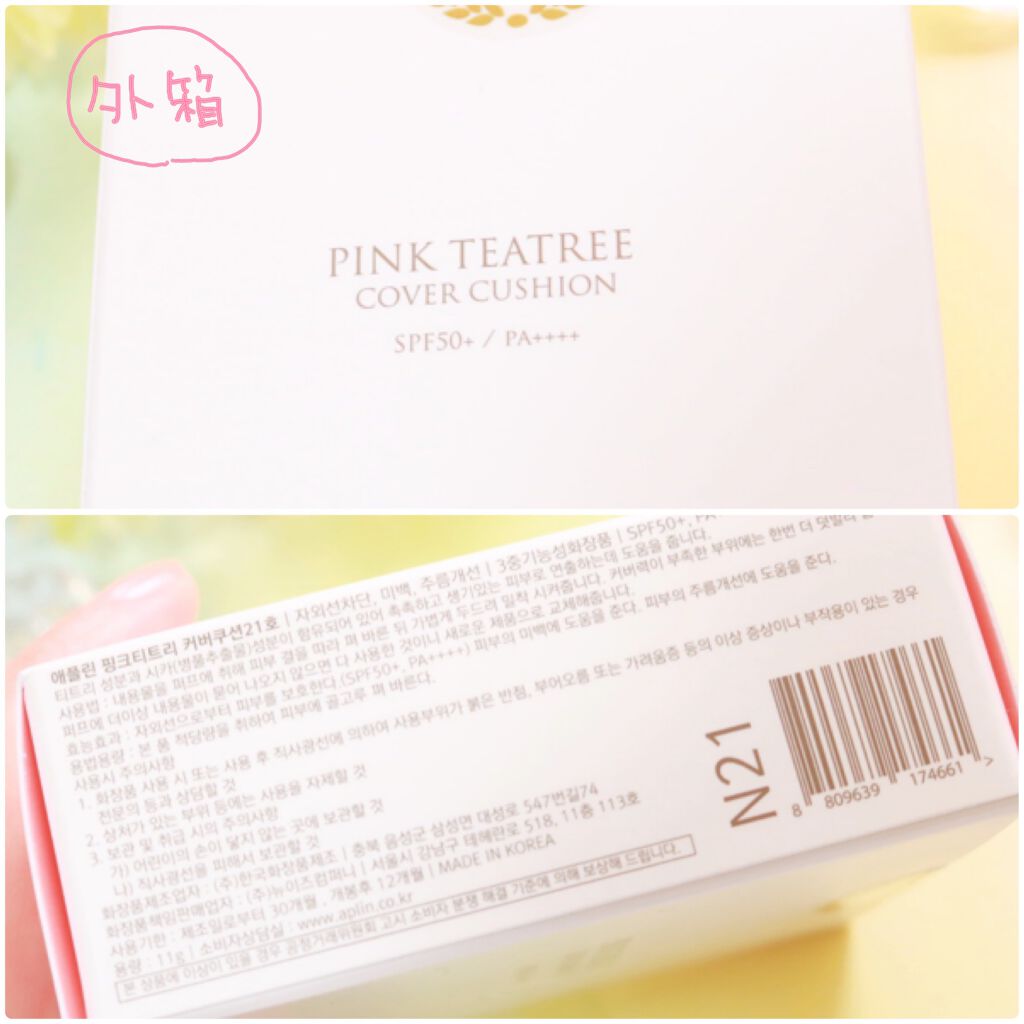 外箱
PINK TEATREE
COVER CUSHION
SPF50+ / PA++++
애플린 핑크티트리 커버쿠션21호 | 자외선차단, 미백, 주름개선 | 3중기능성화장품 | SPF50+, PA
티트리 성분과 시카(병풀추출물)성분이 함유되어 있어 촉촉하고 생기있는 피부로 연출하는데 도움을 줍니다.
사용법 : 내용물을 퍼프에 취해 피부 결을 따라 펴 바른 뒤 가볍게 두드려 밀착 시켜줍니다. 커버력이 부족한 부위에는 한번 더 덧발라
퍼프에 더이상 내용물이 묻어 나오지 않으면 다 사용한 것이니 새로운 제품으로 교체해줍니다.
효능효과 : 자외선으로부터 피부를 보호한다 (SPF50+, PA++++) 피부의 미백에 도움을 준다. 피부의 주름개선에 도움을 준다.
용법용량 : 본 품 적당량을 취하여 피부에 골고루 펴 바른다.
사용시 주의사항
1. 화장품 사용 시 또는 사용 후 직사광선에 의하여 사용부위가 붉은 반점, 부어오름 또는 가려움증 등의 이상 증상이나 부작용이 있는 경우
전문의 등과 상담할 것
2. 상처가 있는 부위 등에는 사용을 자제할 것
3. 보관 및 취급 시의 주의사항
가) 어린이의 손이 닿지 않는 곳에 보관할 것
나) 직사광선을 피해서 보관할 것
화장품제조업자 : (주)한국화장품제조 | 충북 음성군 삼성면 대성로 547번길74
화장품책임판매업자 : (주)뉴이즈컴퍼니 | 서울시 강남구 테헤란로 518, 11층 113호
사용기한 : 제조일로부터 30개월, 개봉후 12개월 | MADE IN KOREA
용량 : 11g | 소비자상담실 : www.aplin.co.kr
본 상품에 이상이 있을 경우 공정거래위원회 고시 소비자 분쟁 해결 기준에 의해 보상해 드립니다.
N21
8 809639 174661 >